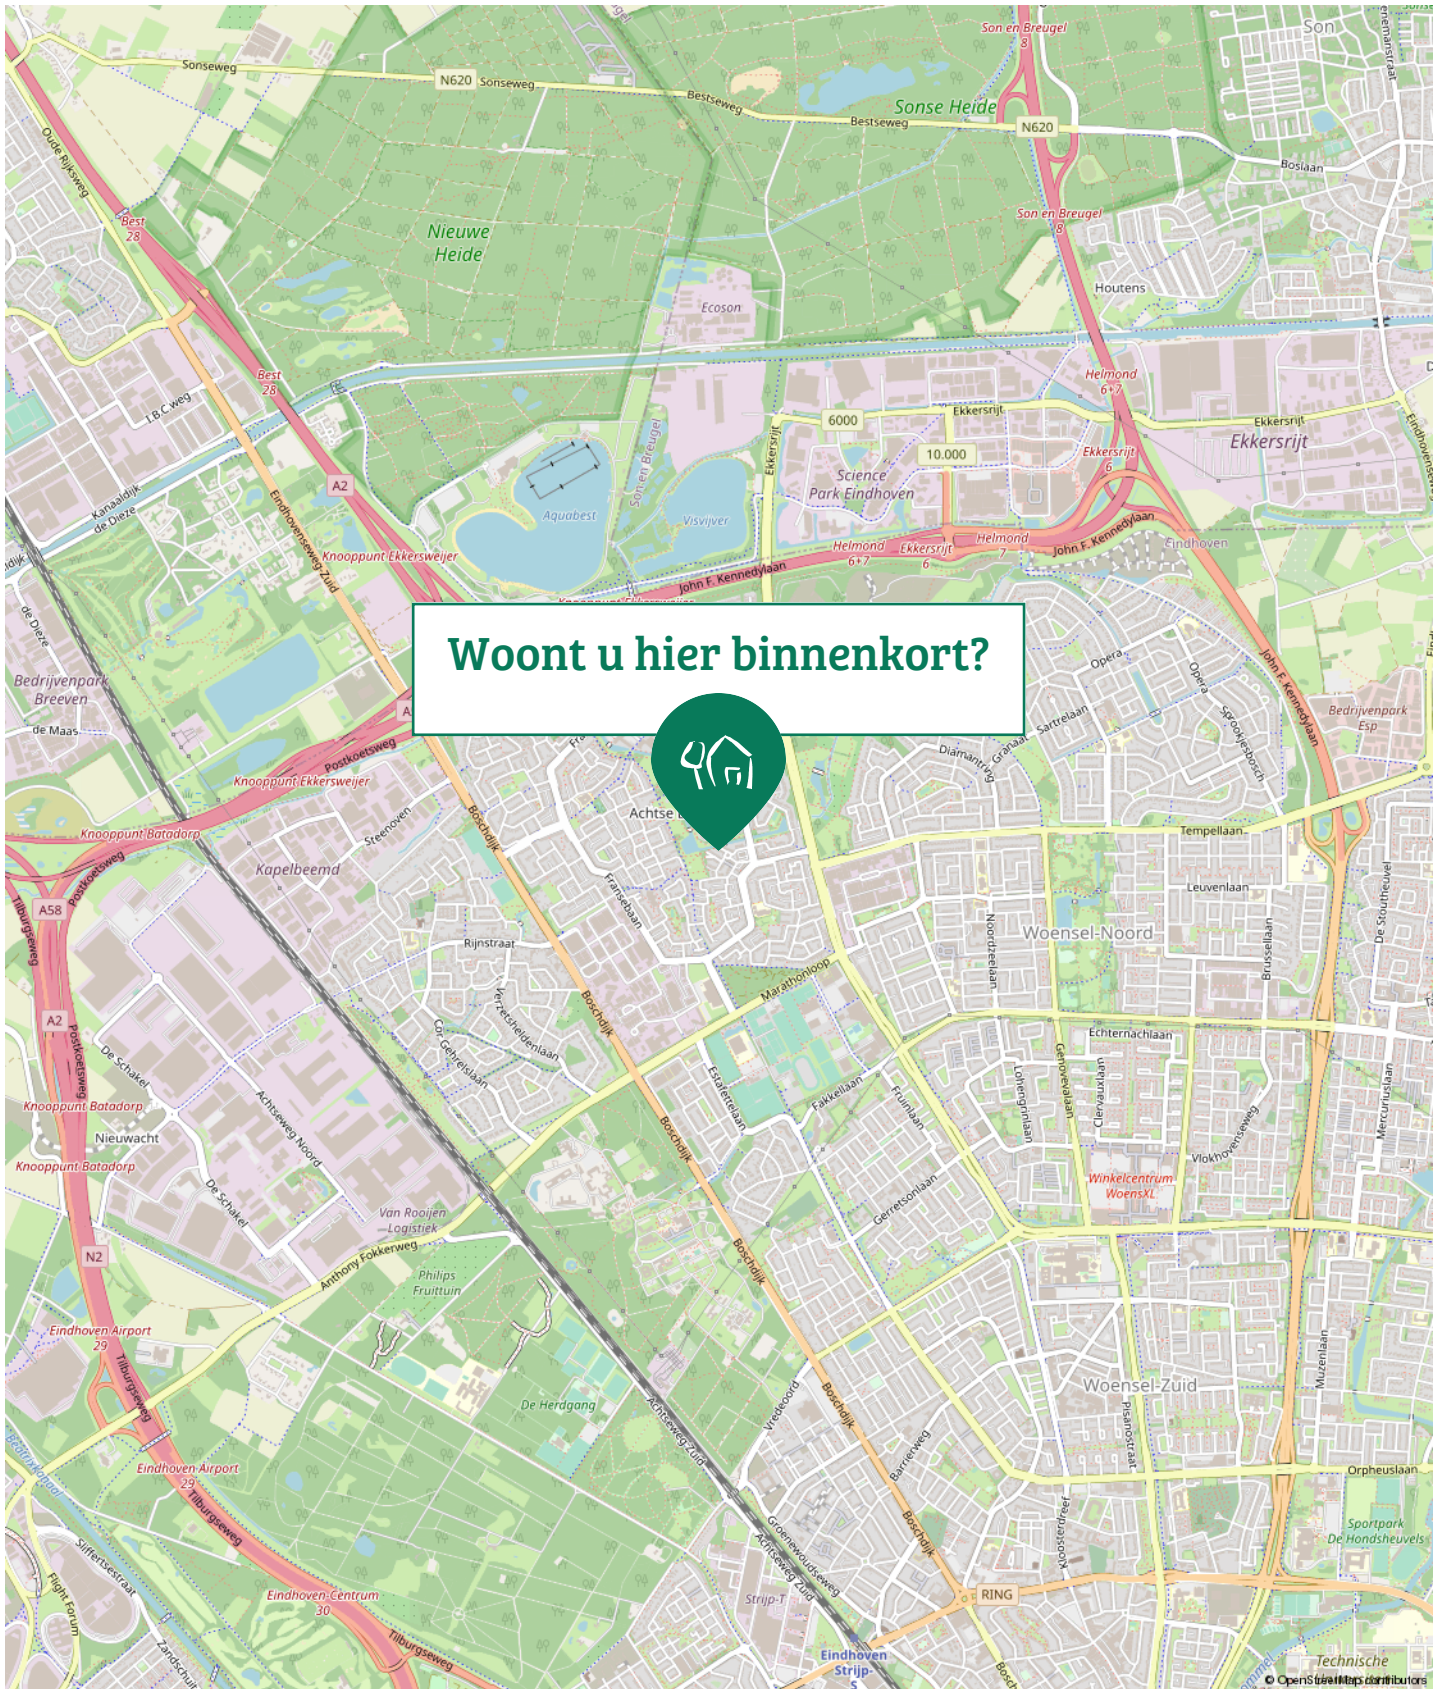 Son en Breugel
8
Son
Sonseweg
N620
Sonseweg
Bestseweg
Sonse Heide
Bestseweg
N620
Oude Rijksweg
Boslaan
Best
28
Nieuwe
Heide
Son en Breugel
8
Houtens
Ecoson
Best
28
Helmond
6+7
I.B.C weg
6000
Ekkersrijt
Ekkersrijt
Ekkersrijt
Ekkersrijt
10.000
Ekkersrijt
6
Science
Park Eindhoven
A2
Son en Breugel
Kanaaldijk
de Dieze
Eindhovenseweg-Zuid
Aquabest
Visvijver
John F. Kennedylaan
Eindhoven
Knooppunt Ekkersweijer
Helmond
6+7
Ekkersrijt
6
Helmond
7
John F. Kennedylaan
de Dieze
Woont u hier binnenkort?
Opera
Opera
John F. Kennedylaan
Bedrijvenpark
Breeven
Sprookjesbosch
Sartrelaan
Granaat
Bedrijvenpark
Esp
de Maas
Postkoetsweg
Diamantring
Knooppunt Ekkersweijer
Steenoven
Boschdijk
Achtse
Knooppunt Batadorp
Tempellaan
Kapelbeemd
Postkoetsweg
Fransebaan
Leuvenlaan
De Stoutheuvel
A58
Tilburgseweg
Rijnstraat
Noordzeelaan
Woensel-Noord
Brussellaan
Marathonloop
Verzetsheldenlaan
Boschdijk
A2
Postkoetsweg
Cor Gehrelslaan
Echternachlaan
De Schakel
Achtseweg Noord
Estafettelaan
Fakkellaan
Fruinlaan
Lohengrinlaan
Genovevalaan
Clervauxlaan
Mercuriuslaan
Knooppunt Batadorp
Nieuwacht
Boschdijk
Vlokhovenseweg
Knooppunt Batadorp
De Schakel
Gerretsonlaan
Winkelcentrum
WoensXL
Van Rooijen
Logistiek
N2
Anthony Fokkerweg
Boschdijk
Philips
Fruittuin
Eindhoven Airport
29
Muzenlaan
Tilburgseweg
Woensel-Zuid
De Herdgang
Achtseweg-Zuid
Vredeoord
Boschdijk
Pisanostraat
Beatrixkanaal
Barrierweg
Eindhoven-Airport
29
Orpheuslaan
Tilburgseweg
Groenewoudseweg
Achtseweg Zuid
Boschdijk
Kloosterdreef
Sportpark
De Hondsheuvels
Sliffertsestraat
Flight Forum
Eindhoven-Centrum
30
Strijp-T
RING
Tilburgseweg
Eindhoven
Strijp-
S
Technische
© OpenStreetMap contributors